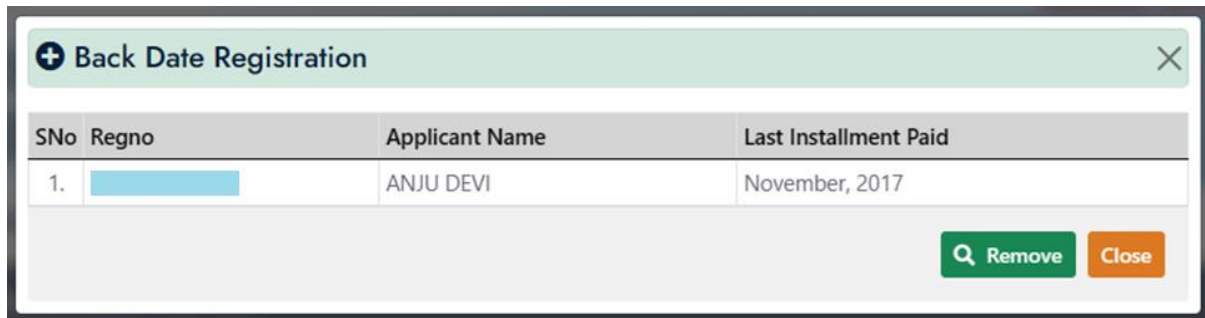 Back Date Registration
SNo Regno Applicant Name Last Installment Paid
1. ANJU DEVI November, 2017
Remove Close